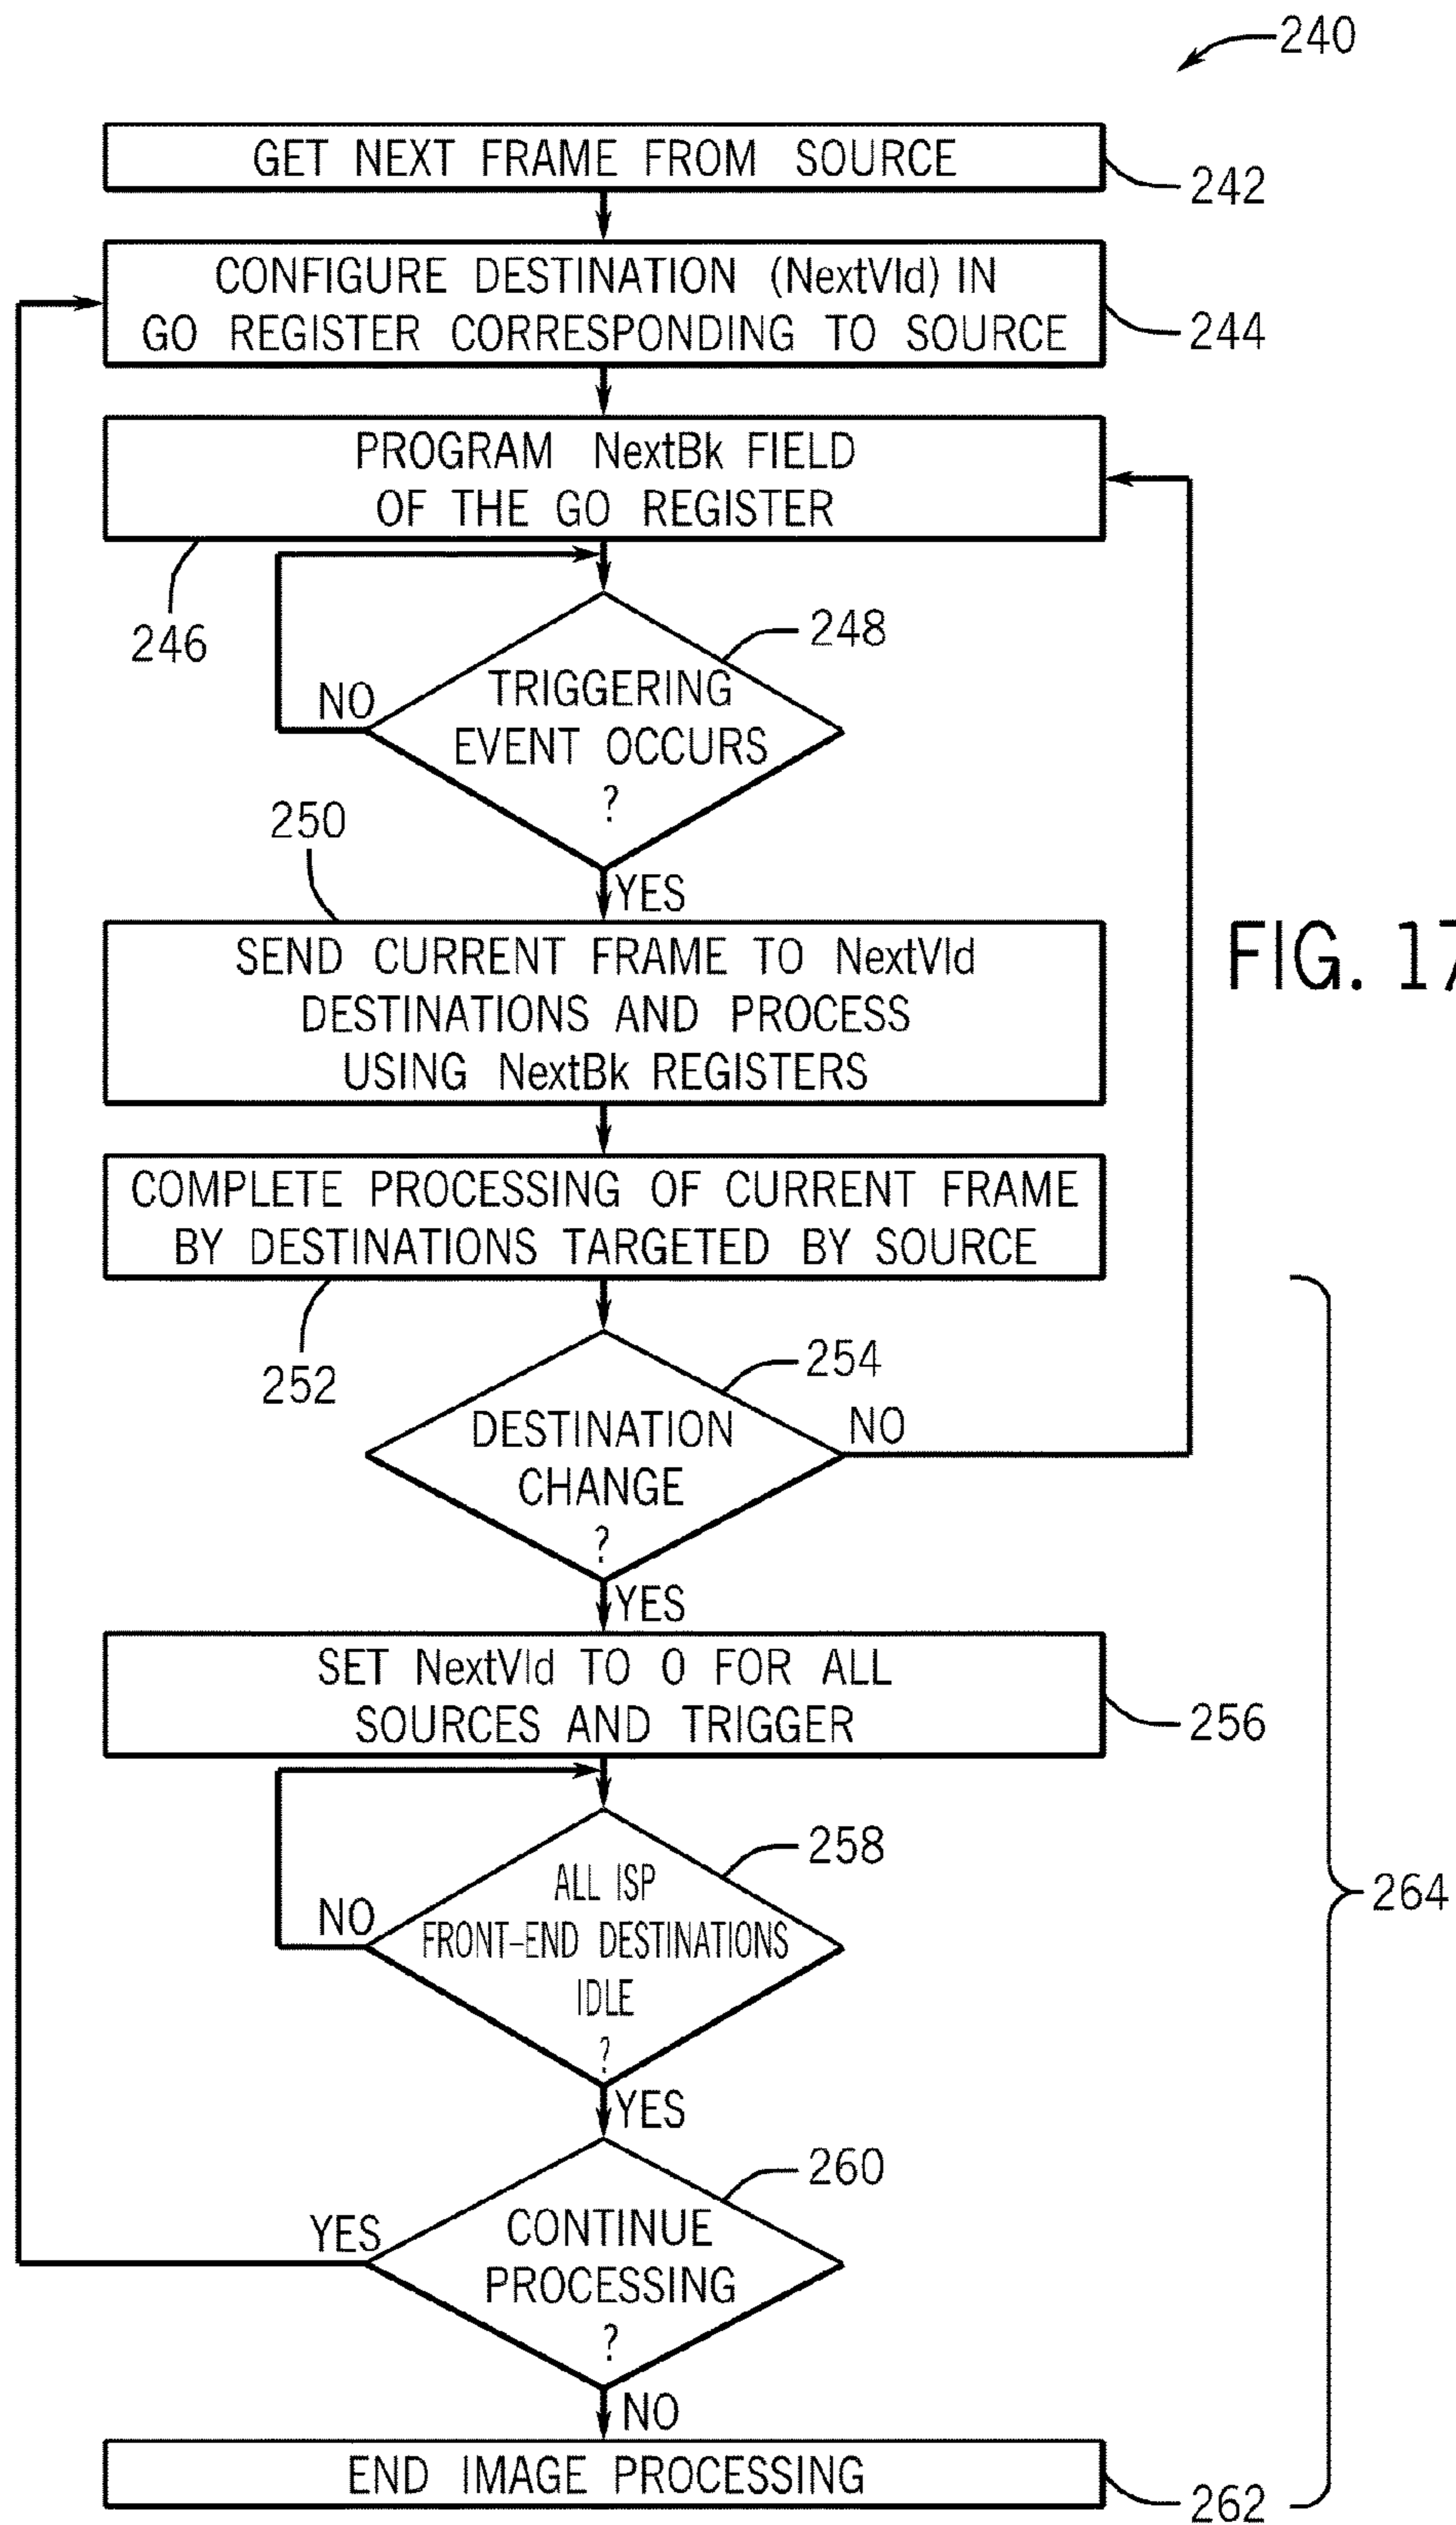 240
GET NEXT FRAME FROM SOURCE
242
CONFIGURE DESTINATION (NextVld) IN
GO REGISTER CORRESPONDING TO SOURCE
244
PROGRAM NextBk FIELD
OF THE GO REGISTER
246
248
TRIGGERING
EVENT OCCURS
?
NO
YES
250
SEND CURRENT FRAME TO NextVld
DESTINATIONS AND PROCESS
USING NextBk REGISTERS
FIG. 17
COMPLETE PROCESSING OF CURRENT FRAME
BY DESTINATIONS TARGETED BY SOURCE
252
254
DESTINATION
CHANGE
?
NO
YES
SET NextVld TO 0 FOR ALL
SOURCES AND TRIGGER
256
258
ALL ISP
FRONT-END DESTINATIONS
IDLE
?
NO
YES
264
260
CONTINUE
PROCESSING
?
YES
NO
END IMAGE PROCESSING
262